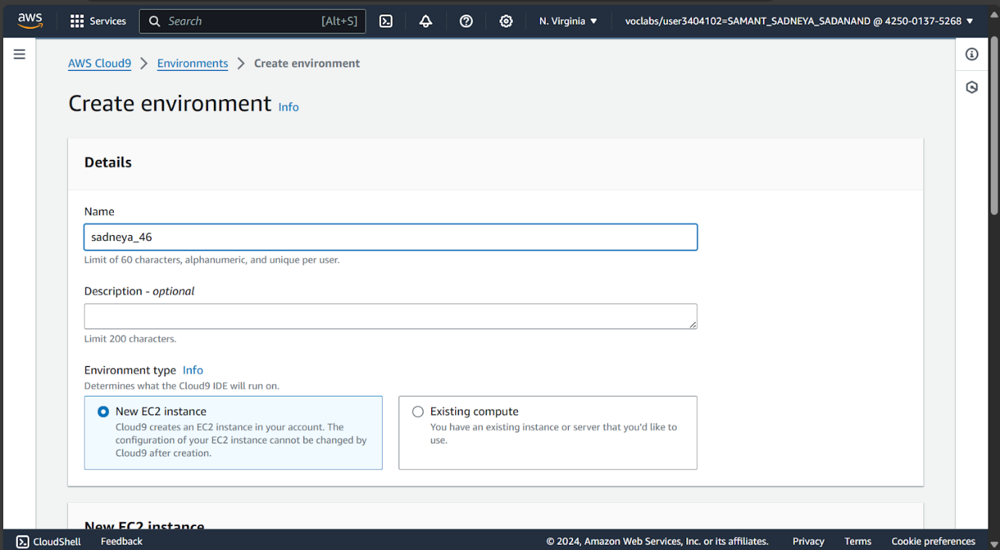 aws
Services
Search [Alt+S]
N. Virginia
voclabs/user3404102=SAMANT_SADNEYA_SADANAND @ 4250-0137-5268
AWS Cloud9 > Environments > Create environment
Create environment Info
Details
Name
sadneya_46
Limit of 60 characters, alphanumeric, and unique per user.
Description - optional
Limit 200 characters.
Environment type Info
Determines what the Cloud9 IDE will run on.
New EC2 instance
Cloud9 creates an EC2 instance in your account. The
configuration of your EC2 instance cannot be changed by
Cloud9 after creation.
Existing compute
You have an existing instance or server that you'd like to
use.
New EC2 instance
CloudShell
Feedback
© 2024, Amazon Web Services, Inc. or its affiliates.
Privacy
Terms
Cookie preferences